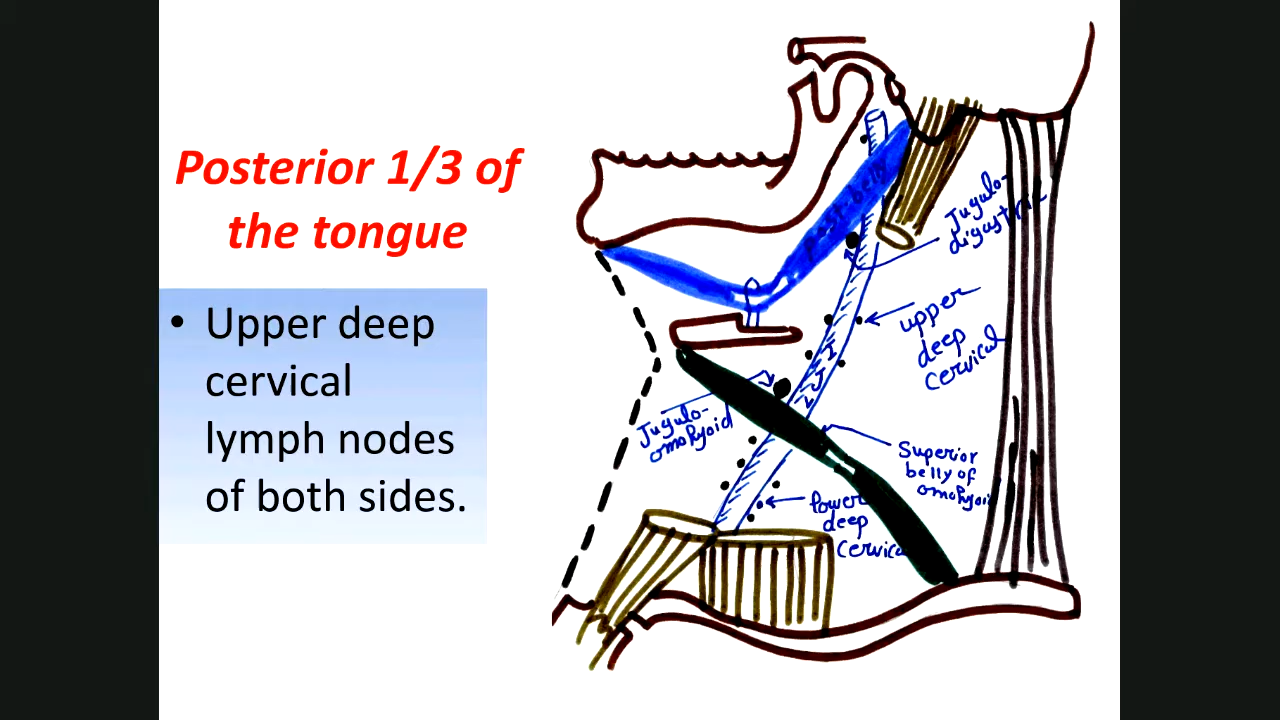 Posterior 1/3 of
the tongue
• Upper deep
cervical
lymph nodes
of both sides.
post. belly
Jugulo-
digastric
upper
deep
cervical
I
J
V
Jugulo-
omohyoid
Superior
belly of
omohyoid
lower
deep
cervical